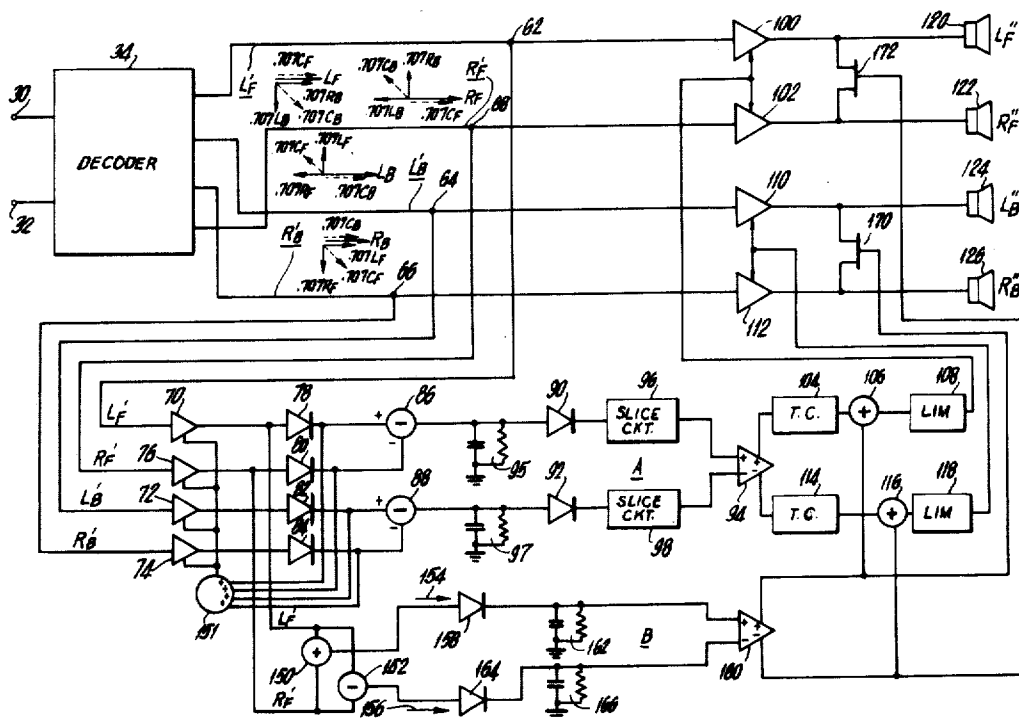 62
100
120
L"F
34
.707CF
LF
.707RB
.707CB
.707LB
L'F
.707CB
.707RB
R'F
RF
.707LB
.707CF
68
172
122
R"F
102
30
32
DECODER
.707CF
.707LF
LB
.707RF
.707CB
L'B
64
110
124
L"B
170
R'B
.707CB
RB
.707LF
.707CF
.707RF
66
112
126
R"B
70
78
86
90
96
104
106
108
L'F
+
−
SLICE CKT.
T.C.
+
LIM
76
80
95
A
R'F
72
82
88
92
94
114
116
118
L'B
+
−
SLICE CKT.
T.C.
+
LIM
84
97
98
R'B
74
151
154
158
162
B
180
L'F
150
+
152
−
164
166
R'F
156